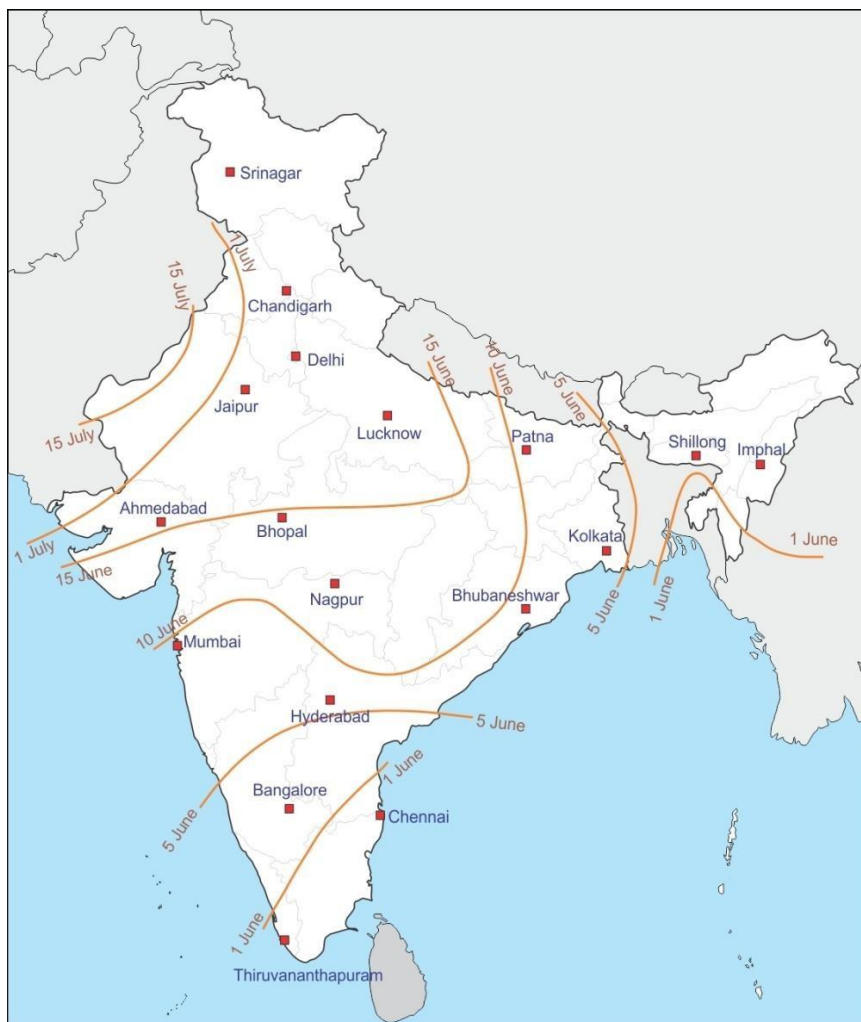 Srinagar
1 July
15 July
Chandigarh
Delhi
15 June
10 June
5 June
Jaipur
15 July
Lucknow
Patna
Shillong
Imphal
Ahmedabad
Bhopal
Kolkata
1 June
1 July
15 June
Nagpur
Bhubaneshwar
5 June
1 June
10 June
Mumbai
Hyderabad
5 June
1 June
Bangalore
5 June
Chennai
1 June
Thiruvananthapuram